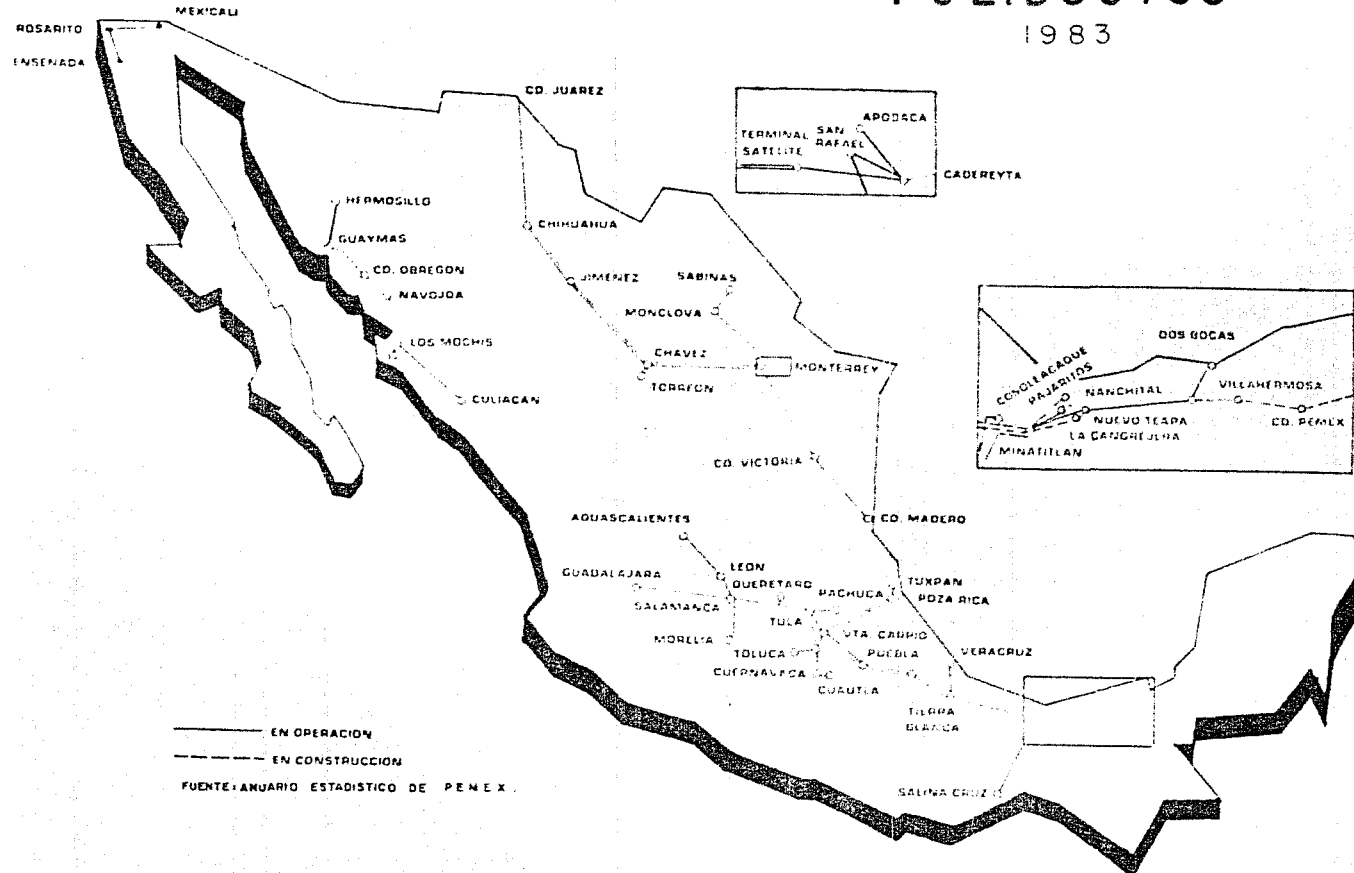 1983
MEXICALI
ROSARITO
ENSENADA
CD. JUAREZ
APODACA
TERMINAL SATELITE
SAN RAFAEL
CADEREYTA
HERMOSILLO
CHIHUAHUA
GUAYMAS
CD. OBREGON
JIMENEZ
SABINAS
NAVOJOA
MONCLOVA
LOS MOCHIS
CHAVEZ
MONTERREY
TORREON
CULIACAN
DOS BOCAS
COSOLEACAQUE
PAJARITOS
NANCHITAL
VILLAHERMOSA
NUEVO TEAPA
CD. PEMEX
LA CANGREJERA
MINATITLAN
CD. VICTORIA
CD. MADERO
AGUASCALIENTES
LEON
GUADALAJARA
QUERETARO
TUXPAN
PACHUCA
POZA RICA
SALAMANCA
TULA
MORELIA
VTA. CARPIO
TOLUCA
PUEBLA
VERACRUZ
CUERNAVACA
CUAUTLA
TIERRA
BLANCA
SALINA CRUZ
EN OPERACION
EN CONSTRUCCION
FUENTE: ANUARIO ESTADISTICO DE PEMEX.